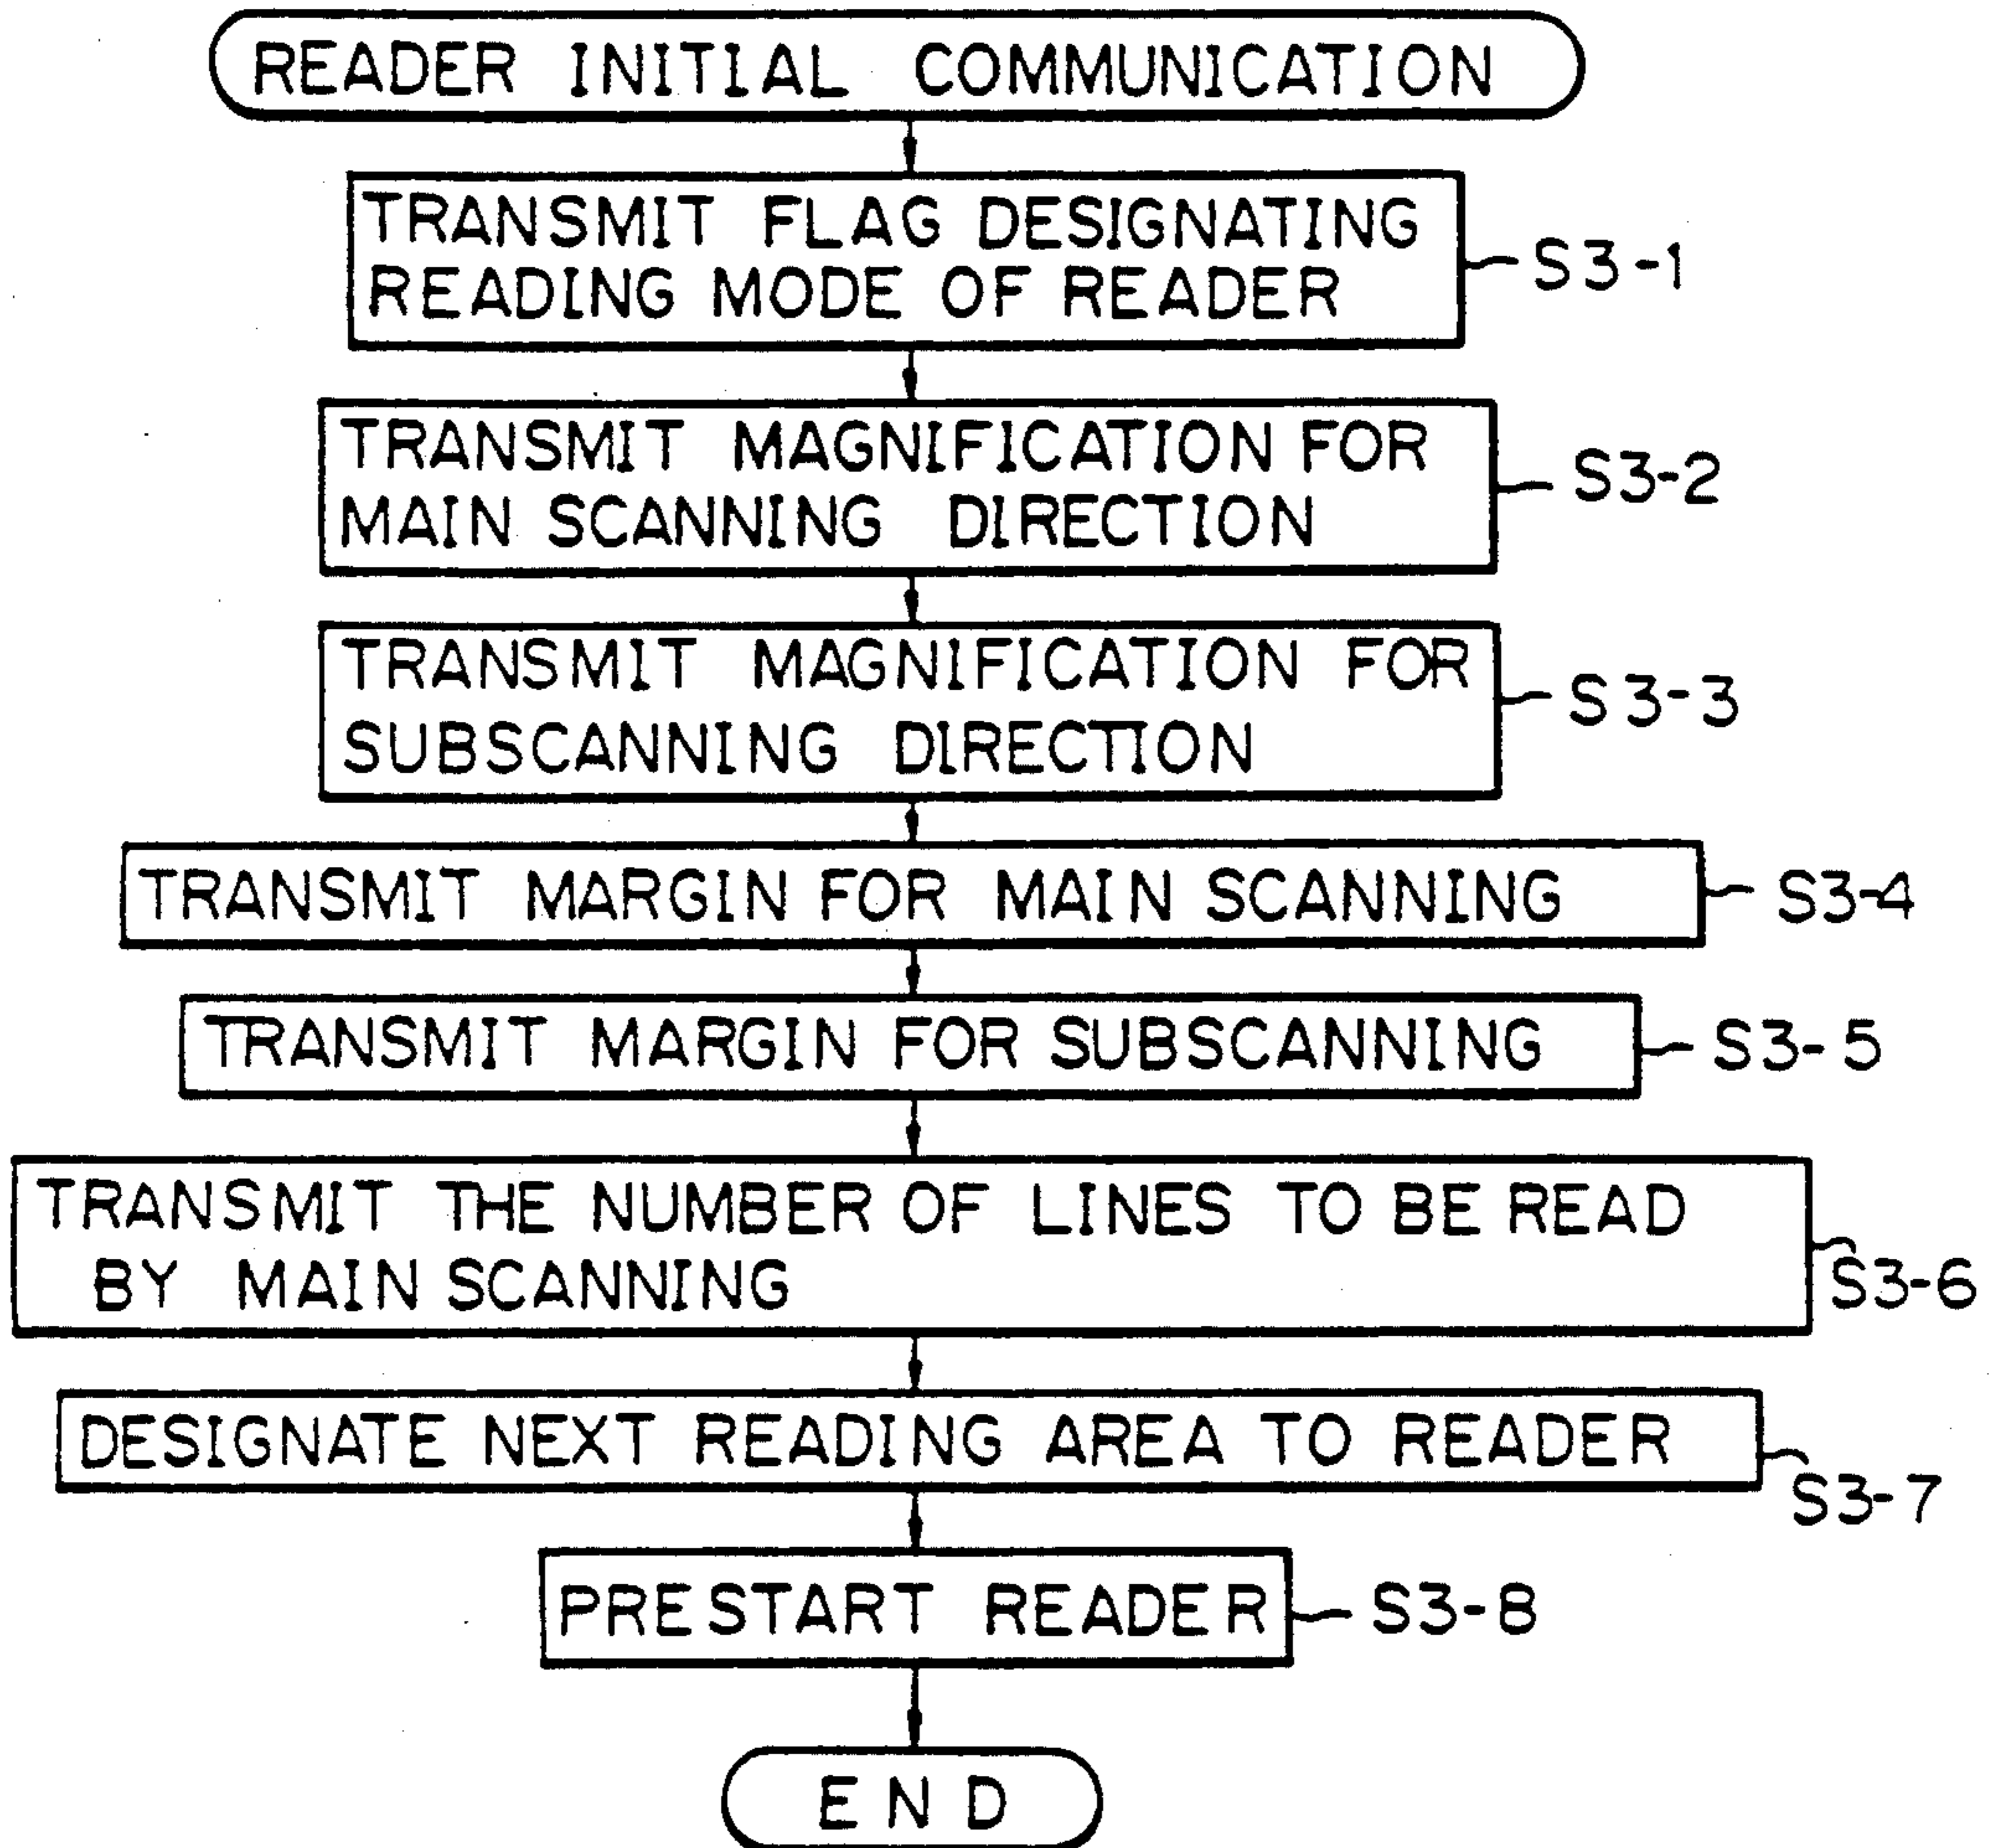 READER INITIAL COMMUNICATION
TRANSMIT FLAG DESIGNATING
READING MODE OF READER
S3-1
TRANSMIT MAGNIFICATION FOR
MAIN SCANNING DIRECTION
S3-2
TRANSMIT MAGNIFICATION FOR
SUBSCANNING DIRECTION
S3-3
TRANSMIT MARGIN FOR MAIN SCANNING
S3-4
TRANSMIT MARGIN FOR SUBSCANNING
S3-5
TRANSMIT THE NUMBER OF LINES TO BE READ
BY MAIN SCANNING
S3-6
DESIGNATE NEXT READING AREA TO READER
S3-7
PRESTART READER
S3-8
END